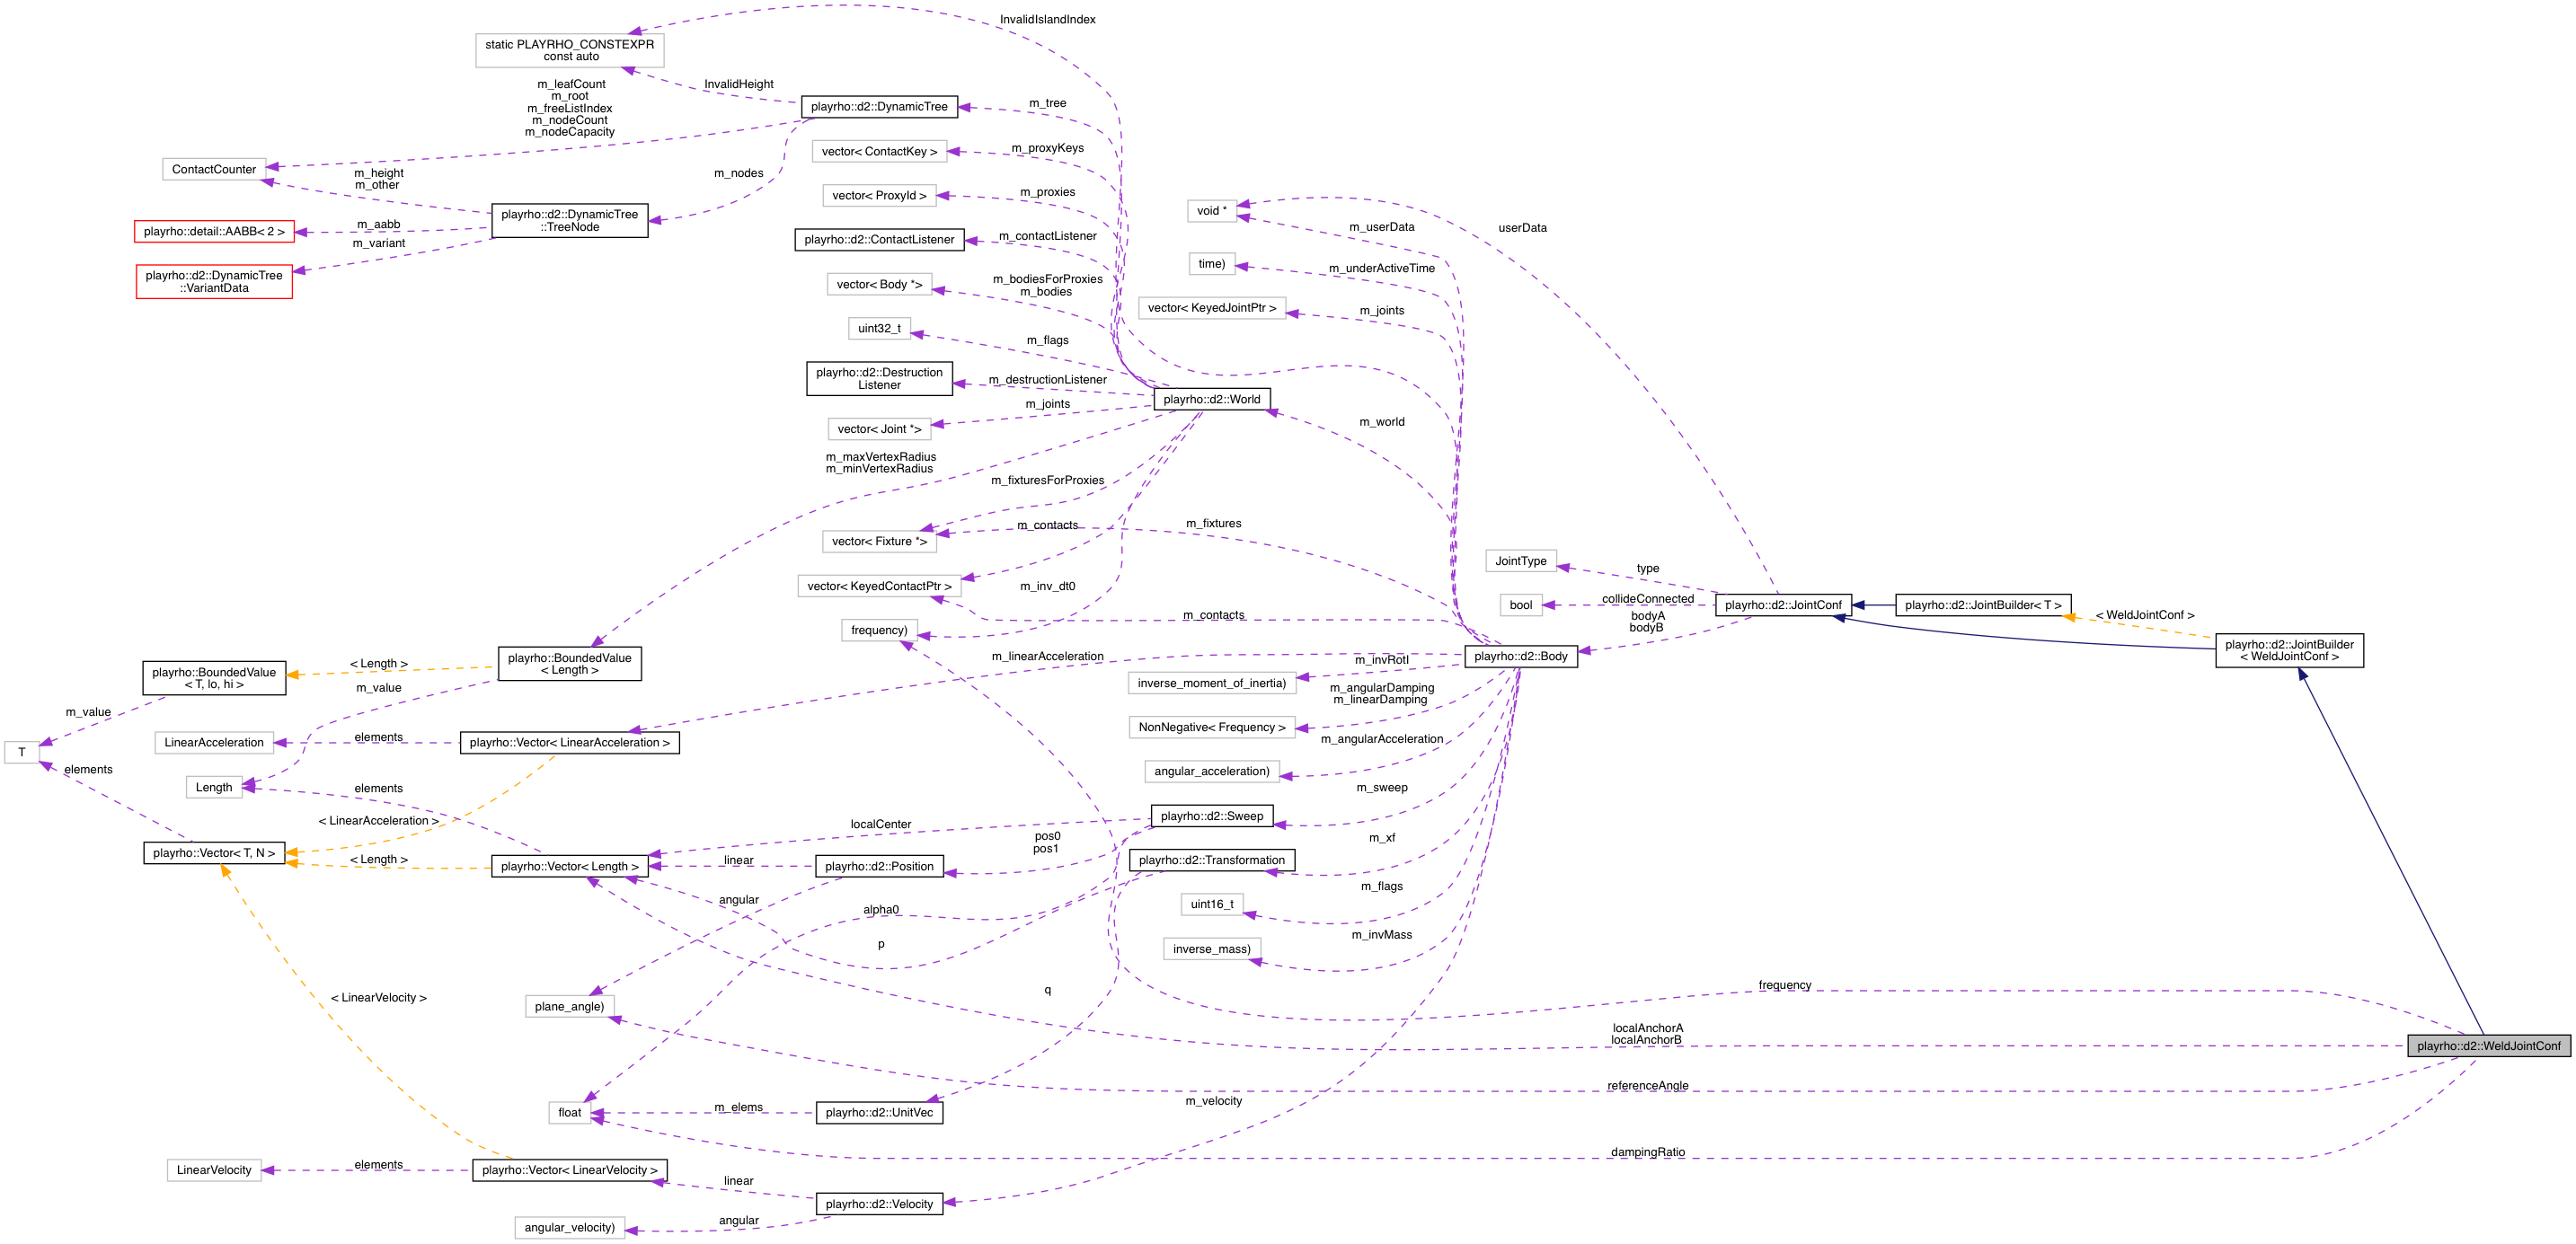 InvalidIslandIndex
static PLAYRHO_CONSTEXPR
const auto
InvalidHeight
m_leafCount
m_root
m_freeListIndex
m_nodeCount
m_nodeCapacity
playrho::d2::DynamicTree
m_tree
vector< ContactKey >
m_proxyKeys
ContactCounter
m_height
m_other
m_nodes
vector< ProxyId >
m_proxies
playrho::d2::DynamicTree
::TreeNode
void *
m_userData
userData
playrho::detail::AABB< 2 >
m_aabb
m_variant
playrho::d2::ContactListener
m_contactListener
playrho::d2::DynamicTree
::VariantData
vector< Body *>
m_bodiesForProxies
m_bodies
time)
m_underActiveTime
vector< KeyedJointPtr >
m_joints
uint32_t
m_flags
playrho::d2::Destruction
Listener
m_destructionListener
playrho::d2::World
m_joints
vector< Joint *>
m_world
m_maxVertexRadius
m_minVertexRadius
m_fixturesForProxies
vector< Fixture *>
m_contacts
m_fixtures
JointType
type
vector< KeyedContactPtr >
m_inv_dt0
bool
collideConnected
playrho::d2::JointConf
playrho::d2::JointBuilder< T >
< WeldJointConf >
m_contacts
bodyA
bodyB
frequency)
playrho::d2::JointBuilder
< WeldJointConf >
playrho::BoundedValue
< T, lo, hi >
< Length >
playrho::BoundedValue
< Length >
m_linearAcceleration
playrho::d2::Body
m_invRotI
inverse_moment_of_inertia)
m_value
m_value
m_angularDamping
m_linearDamping
NonNegative< Frequency >
T
LinearAcceleration
elements
playrho::Vector< LinearAcceleration >
m_angularAcceleration
angular_acceleration)
elements
Length
elements
m_sweep
playrho::d2::Sweep
< LinearAcceleration >
localCenter
pos0
pos1
m_xf
playrho::Vector< T, N >
< Length >
playrho::Vector< Length >
linear
playrho::d2::Position
playrho::d2::Transformation
m_flags
uint16_t
angular
alpha0
p
m_invMass
inverse_mass)
frequency
< LinearVelocity >
plane_angle)
q
localAnchorA
localAnchorB
playrho::d2::WeldJointConf
referenceAngle
float
m_elems
playrho::d2::UnitVec
m_velocity
dampingRatio
LinearVelocity
elements
playrho::Vector< LinearVelocity >
linear
playrho::d2::Velocity
angular_velocity)
angular